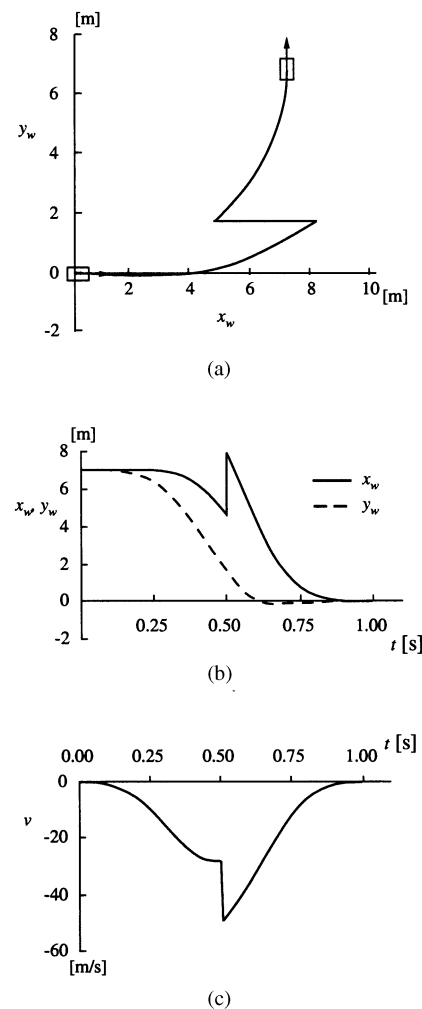 [m]
8
6
y_w
4
2
0
2 4 6 8 10 [m]
x_w
-2
(a)
[m]
8
6
x_w, y_w
x_w
y_w
4
2
0
-2
0.25 0.50 0.75 1.00
t [s]
(b)
t [s]
0.00 0.25 0.50 0.75 1.00
0
v
-20
-40
-60
[m/s]
(c)